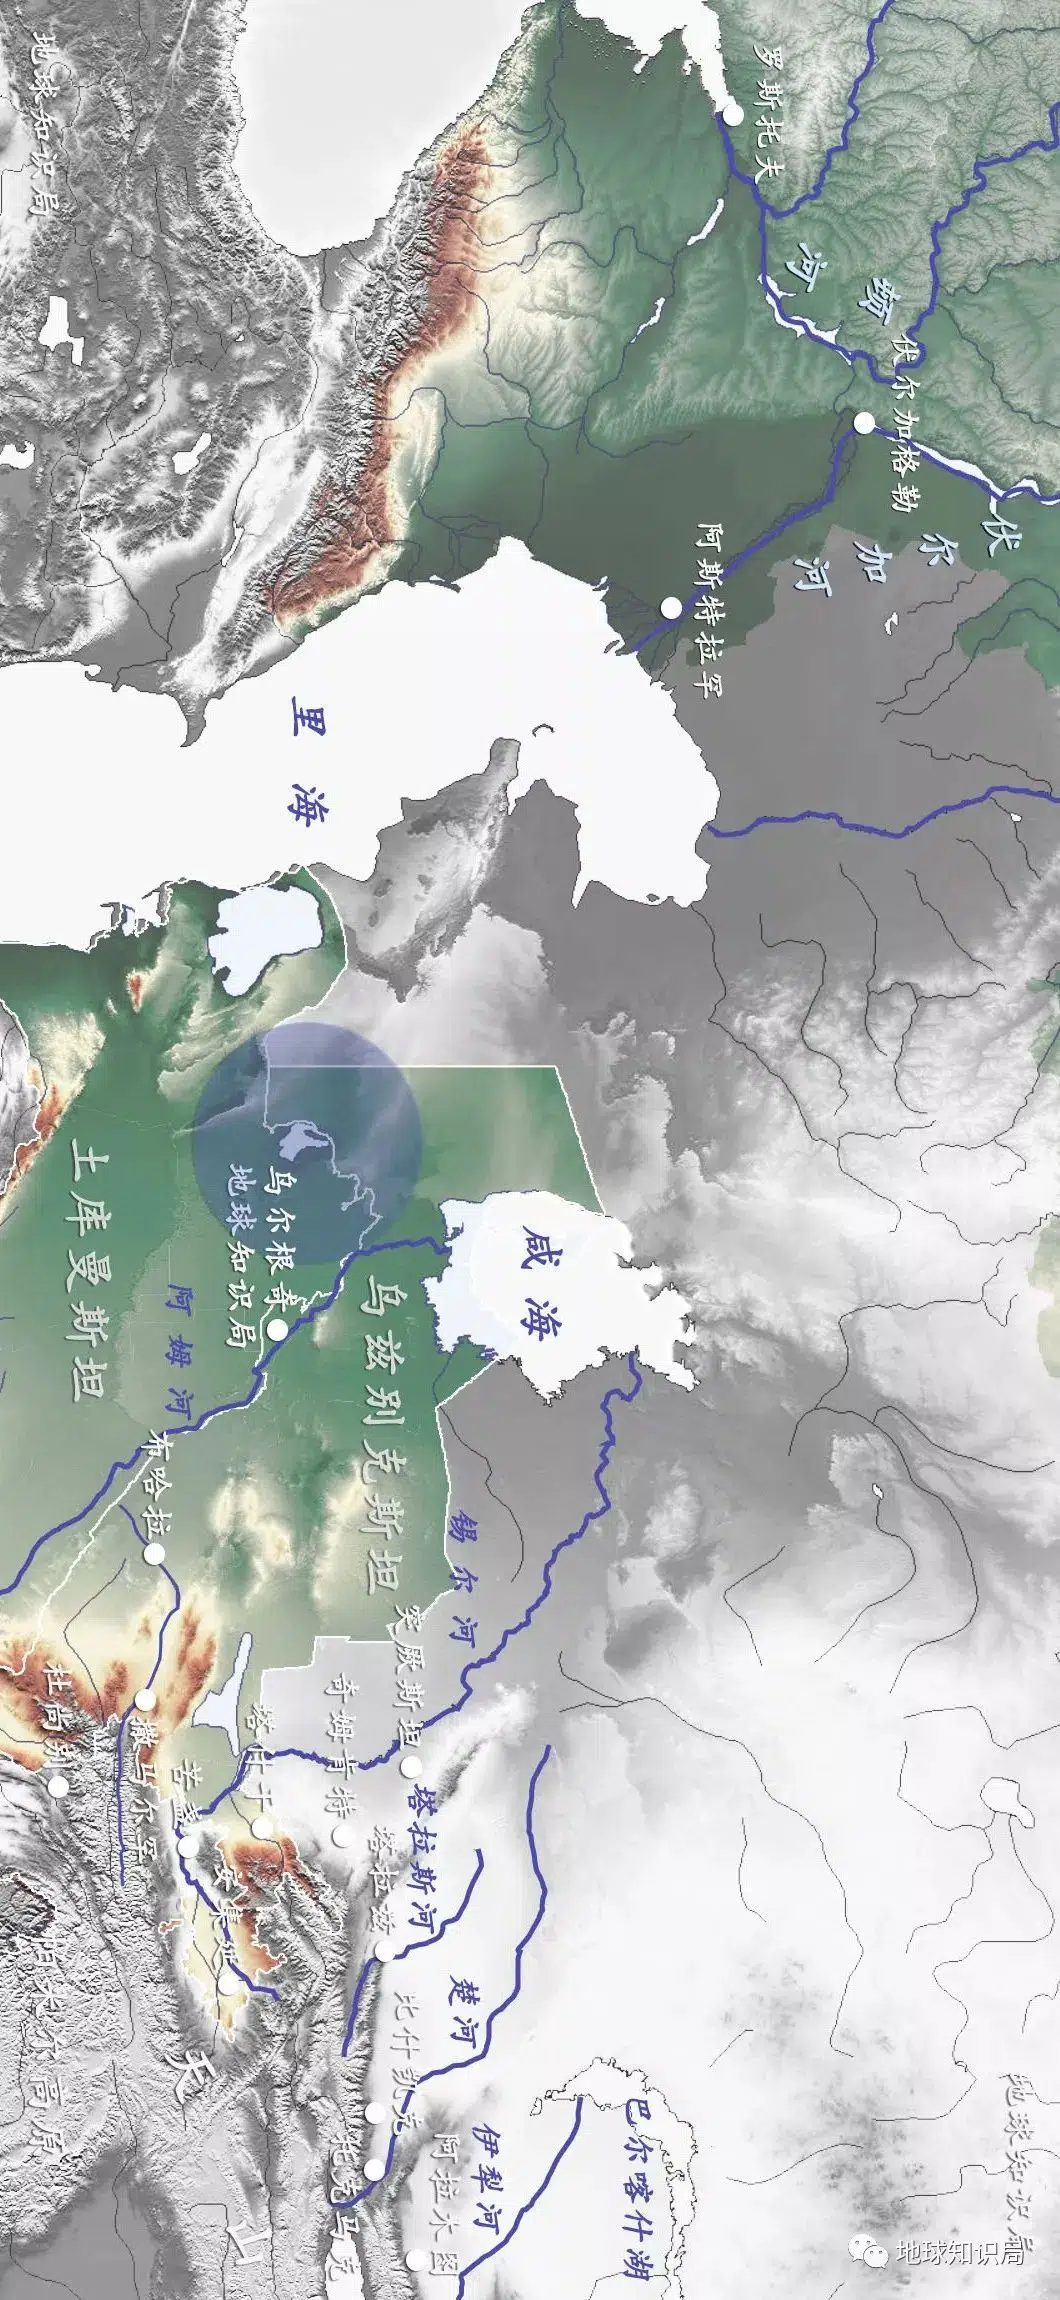 地球知识局
罗斯托夫
顿河
伏尔加格勒
伏尔加河
阿斯特拉罕
里海
土库曼斯坦
乌尔根奇
地球知识局
阿姆河
咸海
乌兹别克斯坦
布哈拉
锡尔河
突厥斯坦
奇姆肯特
塔什干
杜尚别
撒马尔罕
苦盏
安集延
塔拉斯河
塔拉兹
楚河
比什凯克
托克马克
阿拉木图
伊犁河
巴尔喀什湖
帕米尔高原
天山
地球知识局
地球知识局